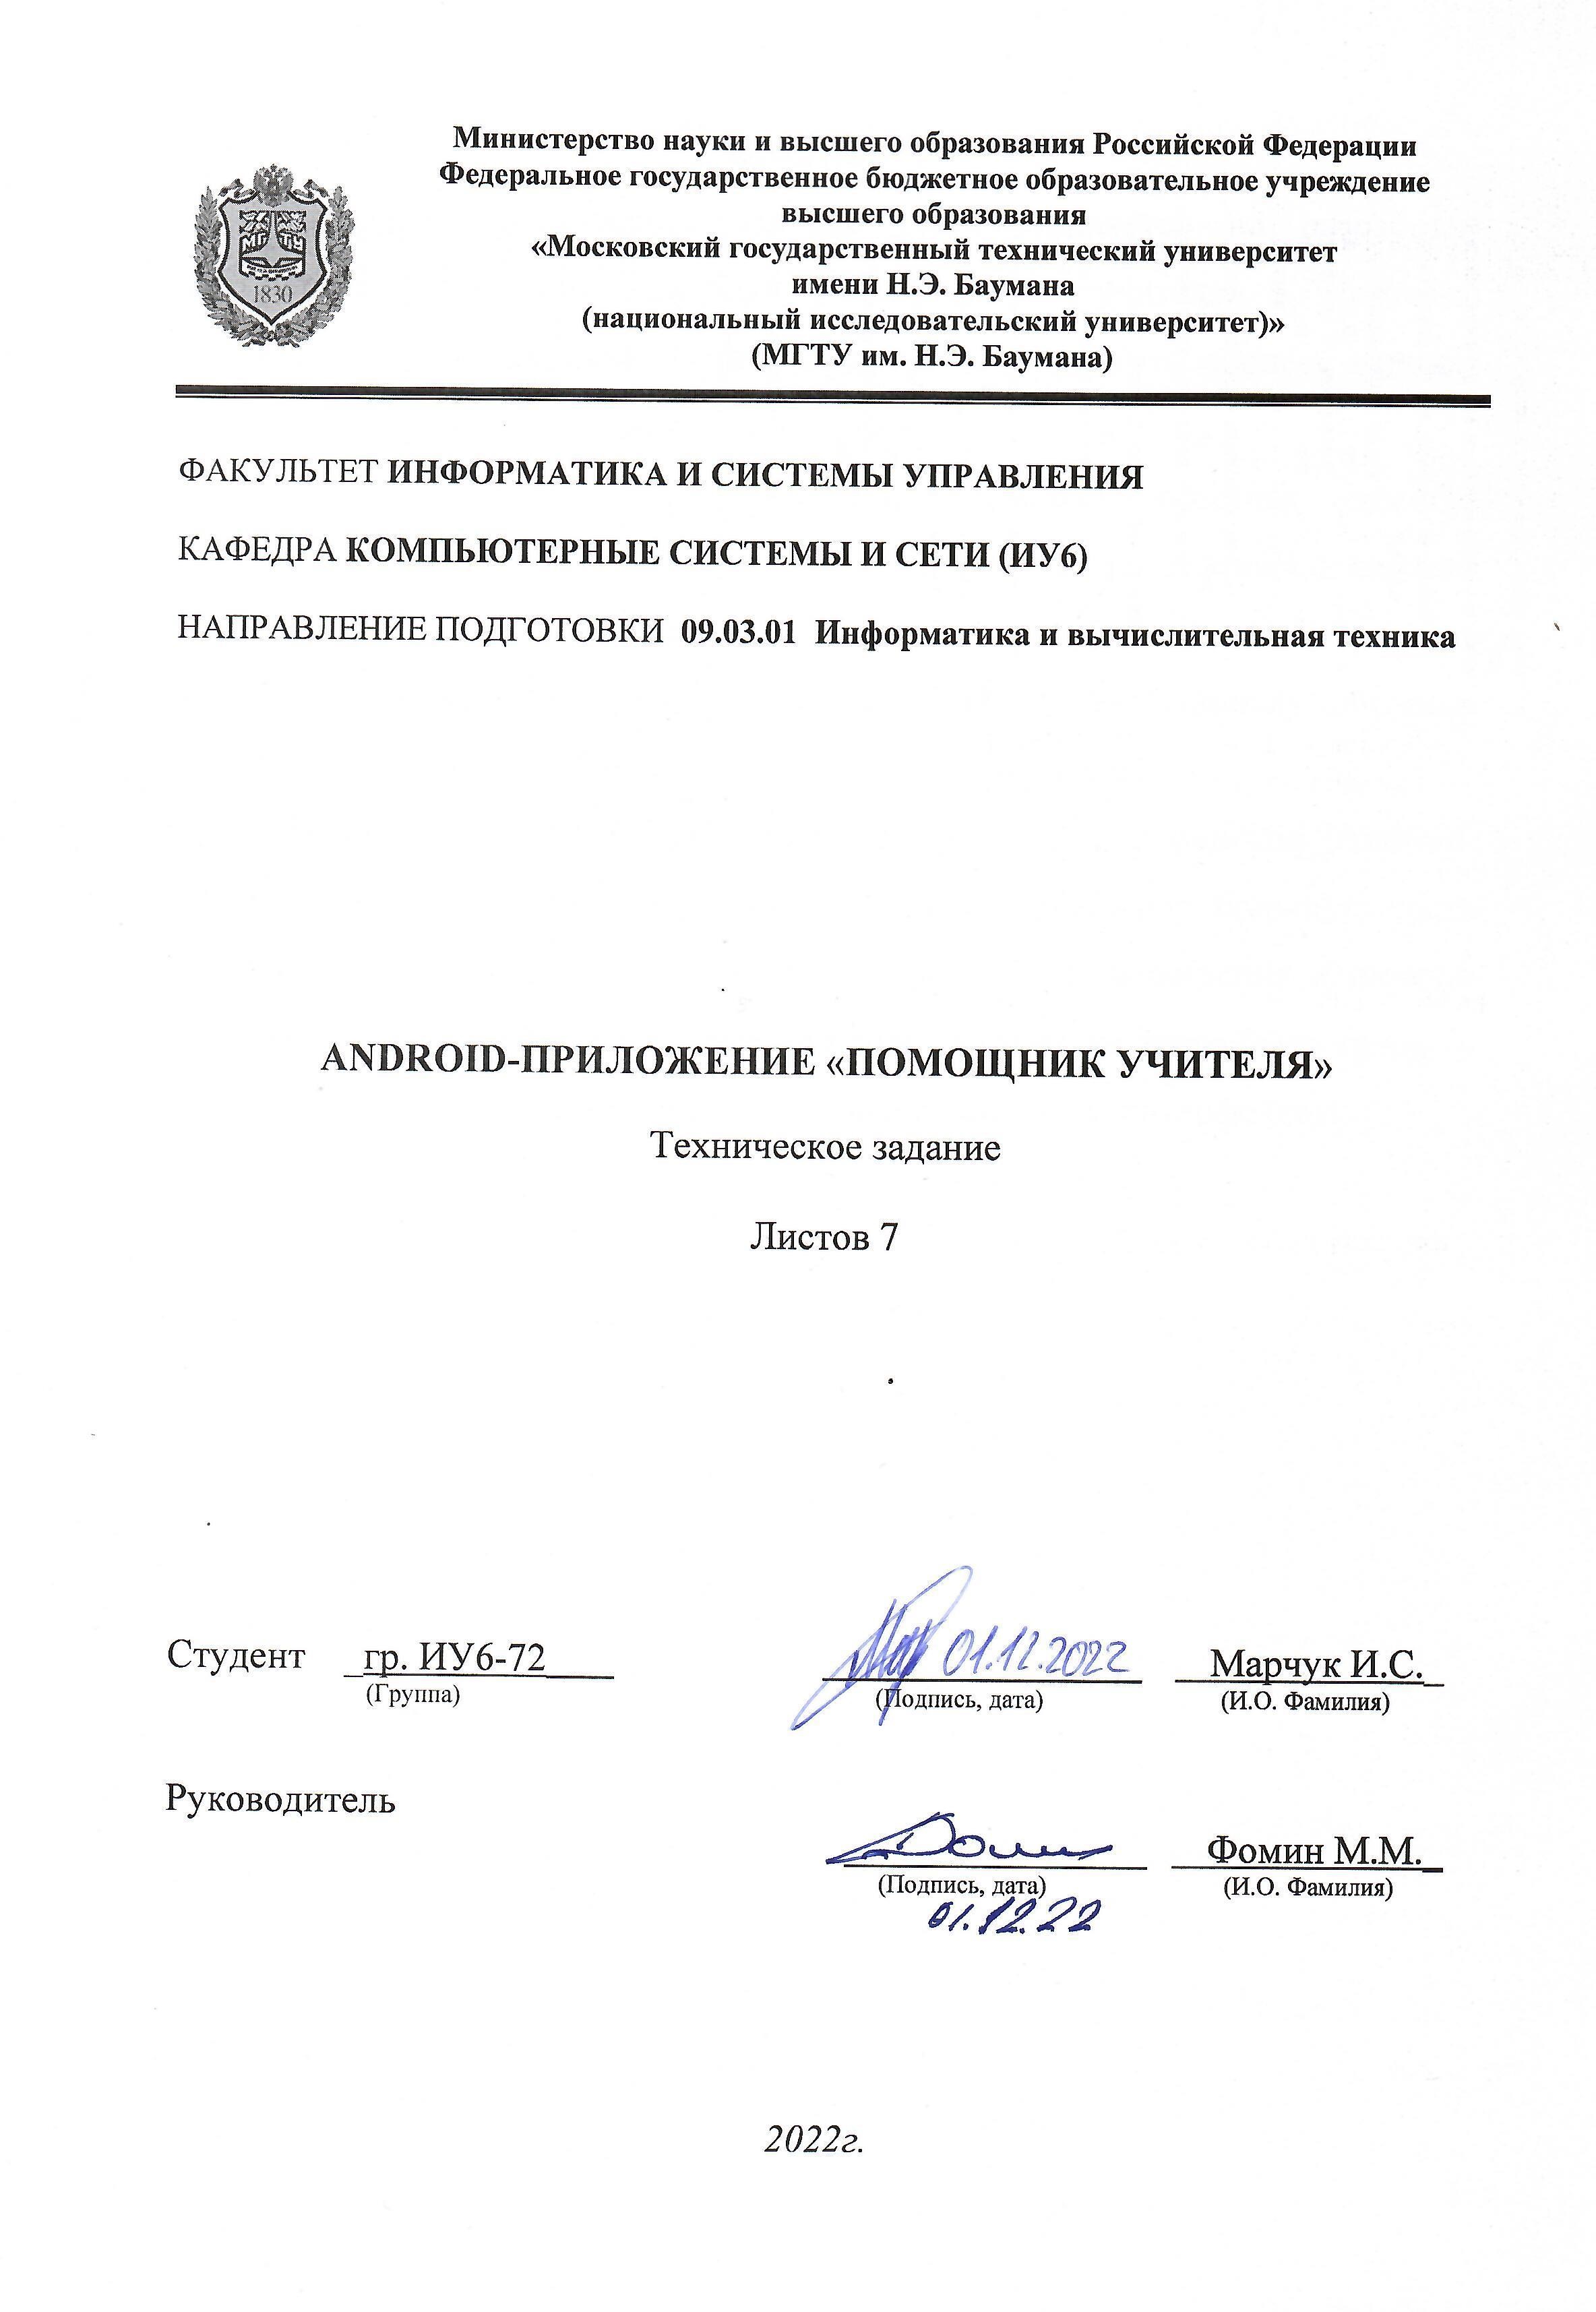 Министерство науки и высшего образования Российской Федерации
Федеральное государственное бюджетное образовательное учреждение
высшего образования
«Московский государственный технический университет
имени Н.Э. Баумана
(национальный исследовательский университет)»
(МГТУ им. Н.Э. Баумана)
1830
ФАКУЛЬТЕТ ИНФОРМАТИКА И СИСТЕМЫ УПРАВЛЕНИЯ
КАФЕДРА КОМПЬЮТЕРНЫЕ СИСТЕМЫ И СЕТИ (ИУ6)
НАПРАВЛЕНИЕ ПОДГОТОВКИ 09.03.01 Информатика и вычислительная техника
ANDROID-ПРИЛОЖЕНИЕ «ПОМОЩНИК УЧИТЕЛЯ»
Техническое задание
Листов 7
Студент гр. ИУ6-72 01.12.2022 Марчук И.С.
(Группа) (Подпись, дата) (И.О. Фамилия)
Руководитель
Фомин М.М.
(Подпись, дата) (И.О. Фамилия)
01.12.22
2022г.